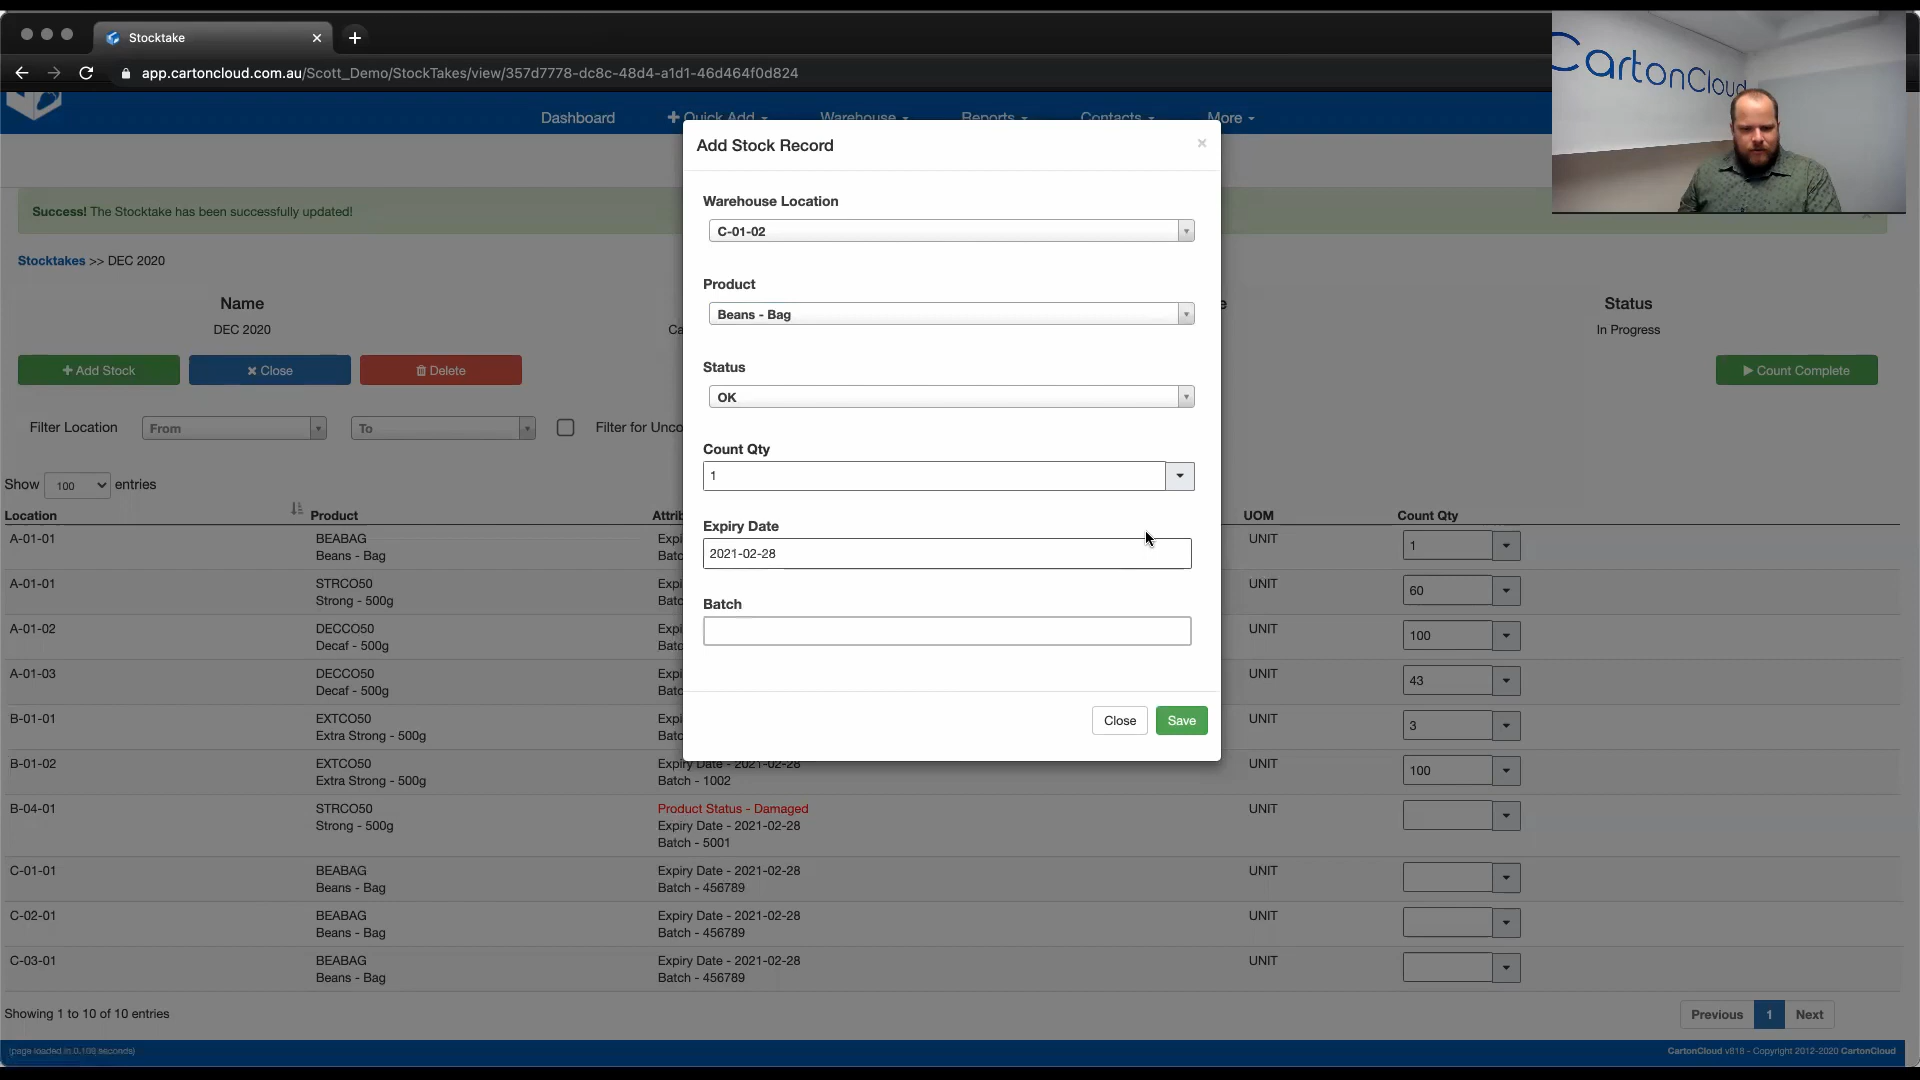 Stocktake
app.cartoncloud.com.au/Scott_Demo/StockTakes/view/357d7778-dc8c-48d4-a1d1-46d464f0d824
CartonCloud
Dashboard
Quick Add
Warehouse
Reports
Contacts
More
Add Stock Record
×
Success! The Stocktake has been successfully updated!
Stocktakes >> DEC 2020
Name
DEC 2020
Ca
e
Status
In Progress
+ Add Stock
Close
Delete
Count Complete
Filter Location
From
To
Filter for Unco
Show 100 entries
Warehouse Location
C-01-02
Product
Beans - Bag
Status
OK
Count Qty
1
Expiry Date
2021-02-28
Batch
Close
Save
Location Product Attrib UOM Count Qty
A-01-01 BEABAG Expi UNIT 1
Beans - Bag Batc
A-01-01 STRCO50 Expi UNIT 60
Strong - 500g Batc
A-01-02 DECCO50 Expi UNIT 100
Decaf - 500g Batc
A-01-03 DECCO50 Expi UNIT 43
Decaf - 500g Batc
B-01-01 EXTCO50 Expi UNIT 3
Extra Strong - 500g Batc
B-01-02 EXTCO50 Expiry Date - 2021-02-28 UNIT 100
Extra Strong - 500g Batch - 1002
B-04-01 STRCO50 Product Status - Damaged UNIT
Strong - 500g Expiry Date - 2021-02-28
Batch - 5001
C-01-01 BEABAG Expiry Date - 2021-02-28 UNIT
Beans - Bag Batch - 456789
C-02-01 BEABAG Expiry Date - 2021-02-28 UNIT
Beans - Bag Batch - 456789
C-03-01 BEABAG Expiry Date - 2021-02-28 UNIT
Beans - Bag Batch - 456789
Showing 1 to 10 of 10 entries
Previous 1 Next
(page loaded in 0.109 seconds)
CartonCloud v818 - Copyright 2012-2020 CartonCloud